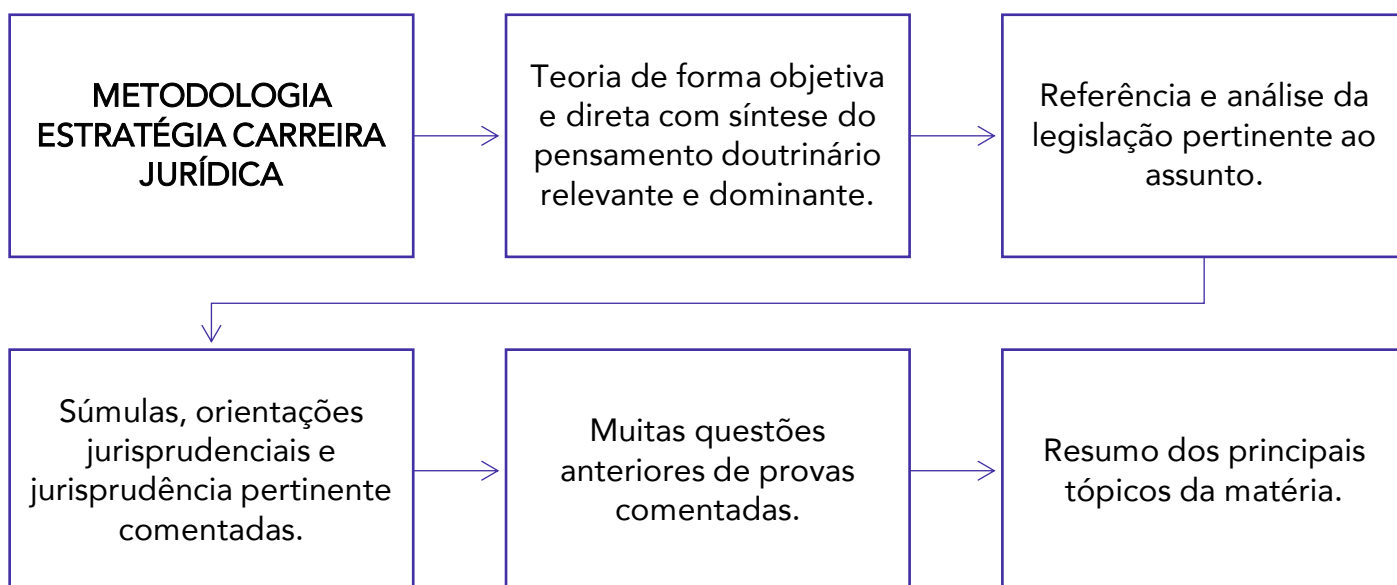 METODOLOGIA
ESTRATÉGIA CARREIRA
JURÍDICA
Teoria de forma objetiva
e direta com síntese do
pensamento doutrinário
relevante e dominante.
Referência e análise da
legislação pertinente ao
assunto.
Súmulas, orientações
jurisprudenciais e
jurisprudência pertinente
comentadas.
Muitas questões
anteriores de provas
comentadas.
Resumo dos principais
tópicos da matéria.